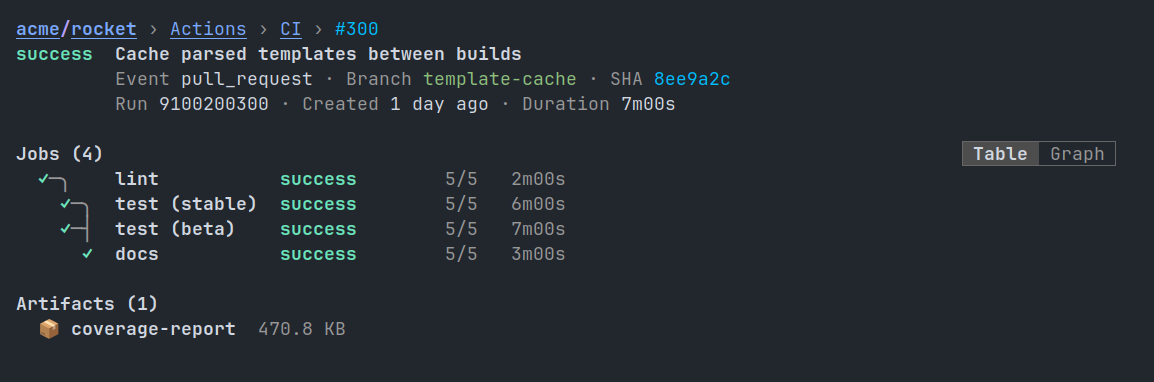 acme/rocket › Actions › CI › #300
success Cache parsed templates between builds
Event pull_request · Branch template-cache · SHA 8ee9a2c
Run 9100200300 · Created 1 day ago · Duration 7m00s
Jobs (4) Table Graph
lint success 5/5 2m00s
test (stable) success 5/5 6m00s
test (beta) success 5/5 7m00s
docs success 5/5 3m00s
Artifacts (1)
coverage-report 470.8 KB